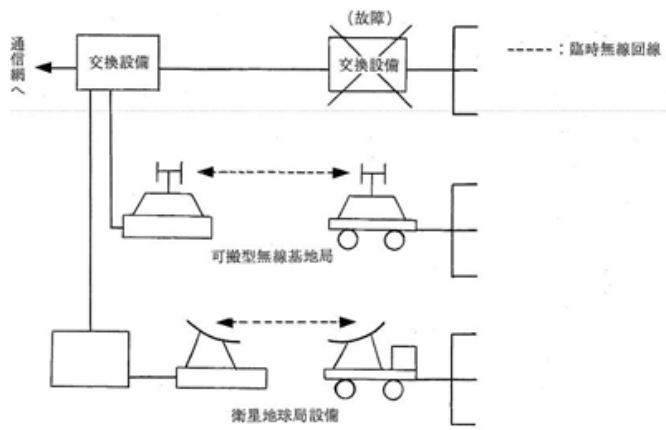 (故障)
通信網へ
交換設備
交換設備
:臨時無線回線
可搬型無線基地局
衛星地球局設備